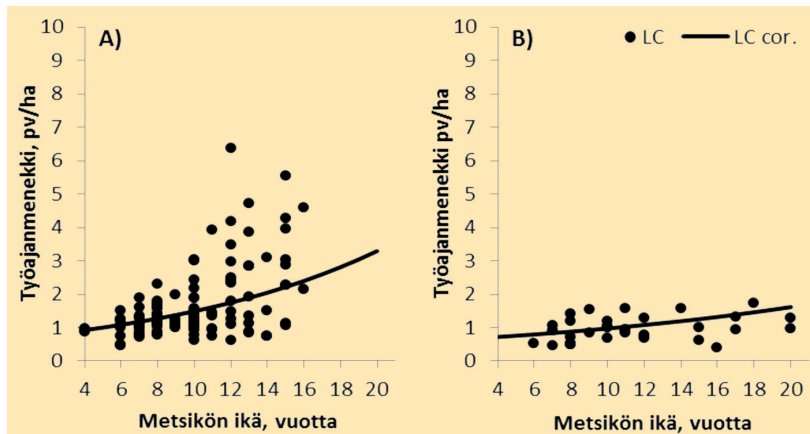 A)
Työajanmenekki, pv/ha
10
9
8
7
6
5
4
3
2
1
0
4 6 8 10 12 14 16 18 20
Metsikön ikä, vuotta
B)
LC LC cor.
Työajanmenekki pv/ha
10
9
8
7
6
5
4
3
2
1
0
4 6 8 10 12 14 16 18 20
Metsikön ikä, vuotta